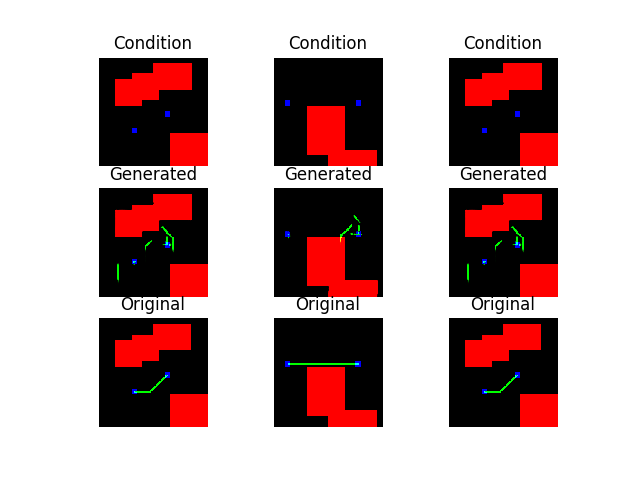 Condition Condition Condition
Generated Generated Generated
Original Original Original